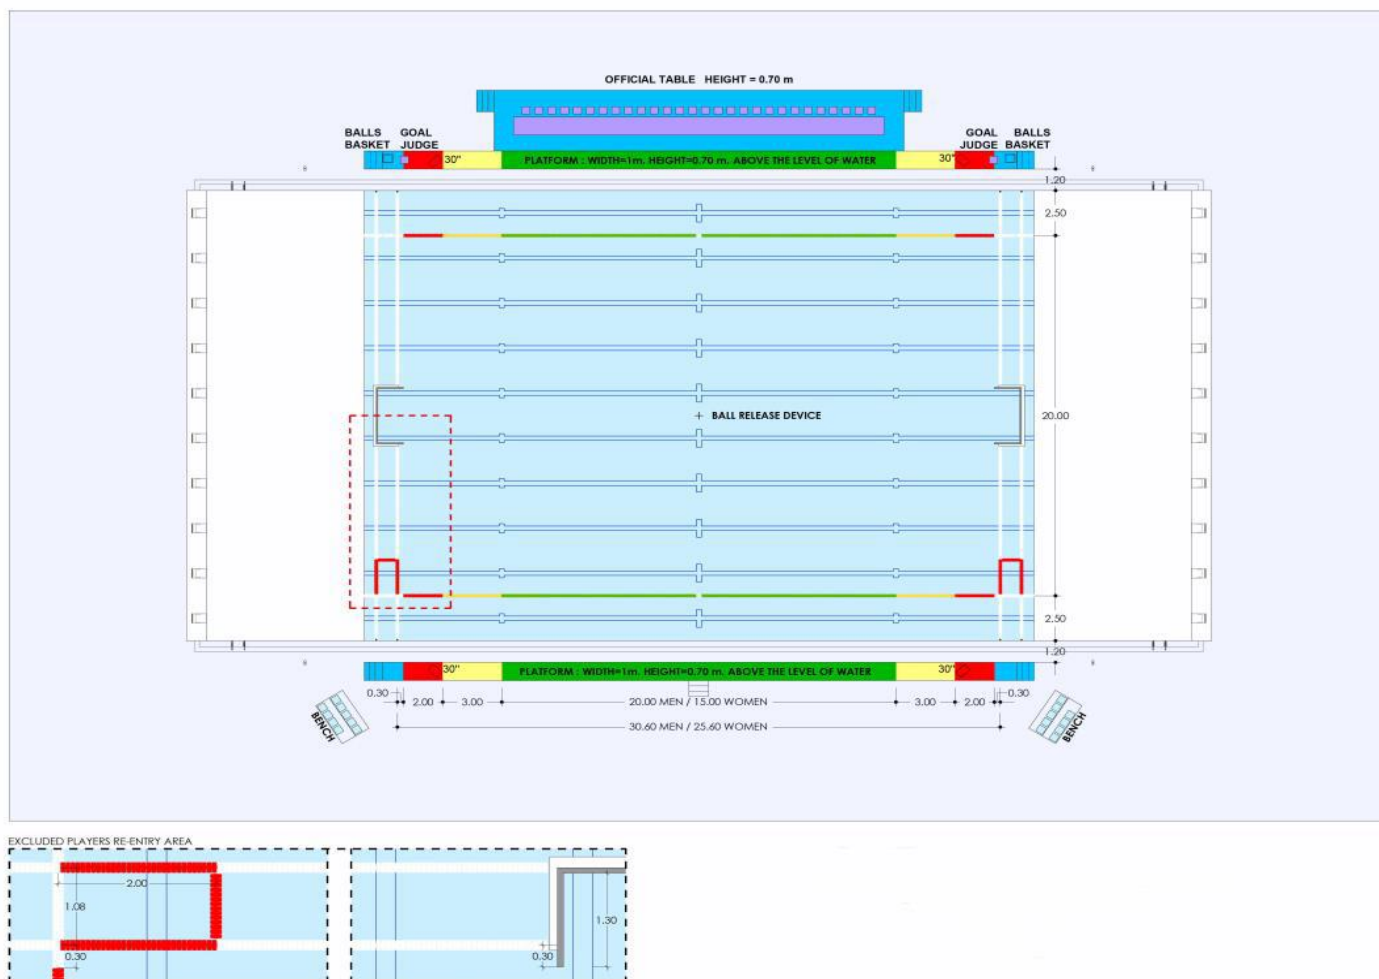 OFFICIAL TABLE HEIGHT = 0.70 m
BALLS GOAL
BASKET JUDGE
GOAL BALLS
JUDGE BASKET
30"
PLATFORM : WIDTH=1m. HEIGHT=0.70 m. ABOVE THE LEVEL OF WATER
30"
1.20
2.50
BALL RELEASE DEVICE
20.00
2.50
1.20
30"
PLATFORM : WIDTH=1m. HEIGHT=0.70 m. ABOVE THE LEVEL OF WATER
30"
0.30
2.00
3.00
20.00 MEN / 15.00 WOMEN
3.00
2.00
0.30
BENCH
30.60 MEN / 25.60 WOMEN
BENCH
EXCLUDED PLAYERS RE-ENTRY AREA
2.00
1.08
0.30
1.30
0.30